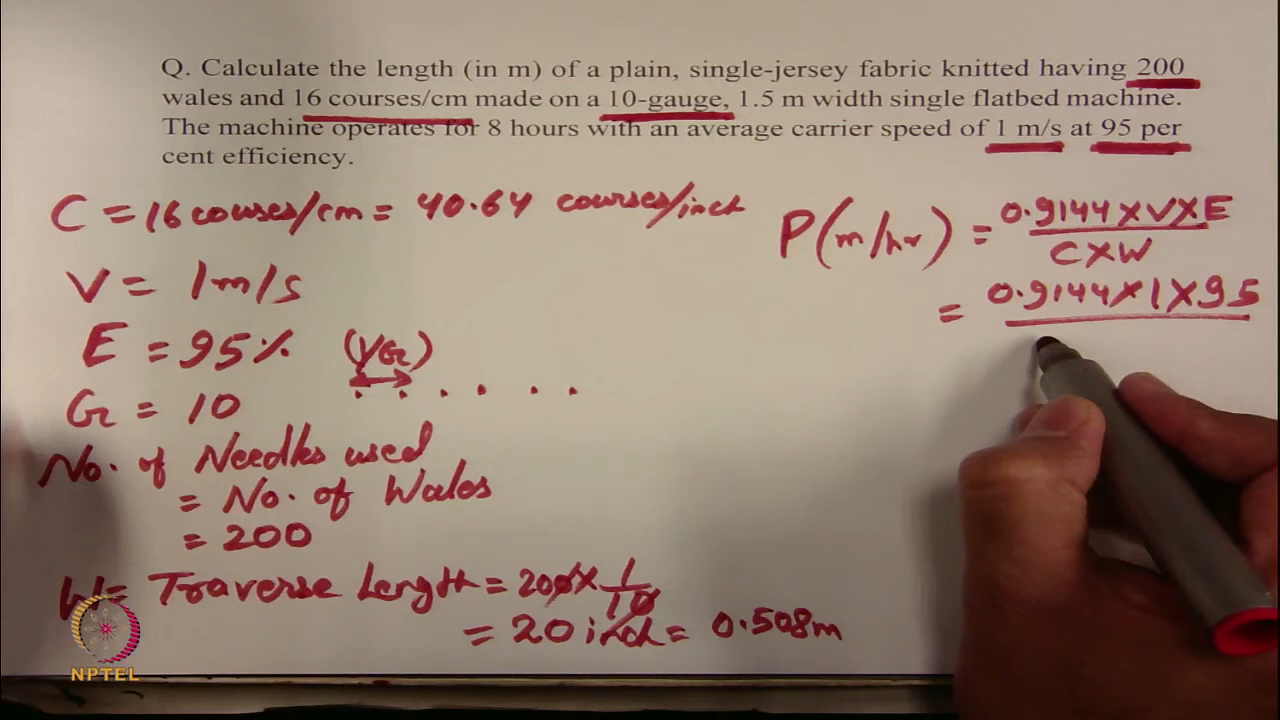 Q. Calculate the length (in m) of a plain, single-jersey fabric knitted having 200
wales and 16 courses/cm made on a 10-gauge, 1.5 m width single flatbed machine.
The machine operates for 8 hours with an average carrier speed of 1 m/s at 95 per
cent efficiency.
C = 16 couses/cm = 40.64 courses/inch
V = 1m/s
E = 95%
(1/G)
G = 10
No. of Needles used
= No. of Wales
= 200
W = Traverse Length = 200 x 1/10
= 20 inch = 0.508m
P(m/hr) = 0.9144 x V x E
C x W
= 0.9144 x 1 x 95
NPTEL